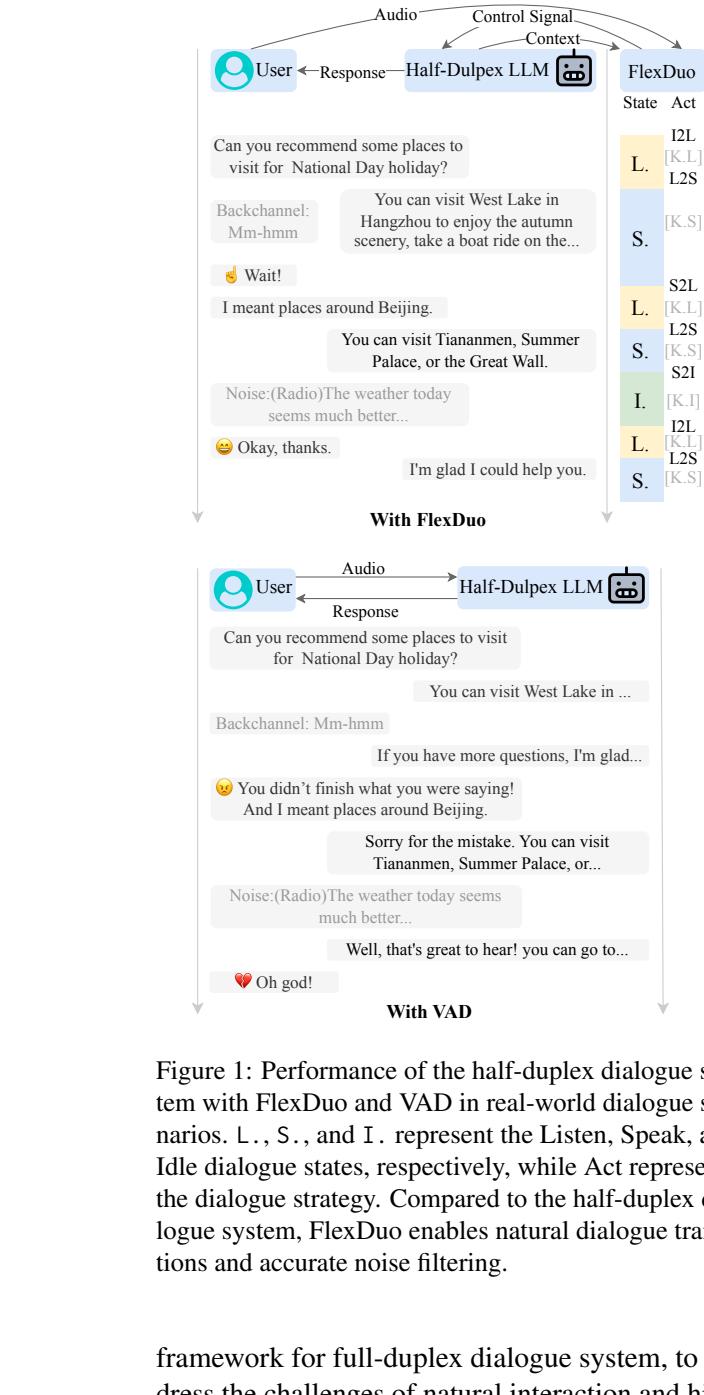 Audio
Control Signal
Context
User
Response
Half-Dulpex LLM
FlexDuo
State Act
Can you recommend some places to
visit for National Day holiday?
Backchannel:
Mm-hmm
You can visit West Lake in
Hangzhou to enjoy the autumn
scenery, take a boat ride on the...
☝ Wait!
I meant places around Beijing.
You can visit Tiananmen, Summer
Palace, or the Great Wall.
Noise:(Radio)The weather today
seems much better...
😄 Okay, thanks.
I'm glad I could help you.
I2L
L.
[K.L]
L2S
S.
[K.S]
S2L
L.
[K.L]
L2S
S.
[K.S]
S2I
I.
[K.I]
I2L
L.
[K.L]
L2S
S.
[K.S]
With FlexDuo
User
Audio
Response
Half-Dulpex LLM
Can you recommend some places to visit
for National Day holiday?
You can visit West Lake in ...
Backchannel: Mm-hmm
If you have more questions, I'm glad...
😠 You didn’t finish what you were saying!
And I meant places around Beijing.
Sorry for the mistake. You can visit
Tiananmen, Summer Palace, or...
Noise:(Radio)The weather today seems
much better...
Well, that's great to hear! you can go to...
💔 Oh god!
With VAD
Figure 1: Performance of the half-duplex dialogue s
tem with FlexDuo and VAD in real-world dialogue s
narios. L., S., and I. represent the Listen, Speak, a
Idle dialogue states, respectively, while Act represe
the dialogue strategy. Compared to the half-duplex
logue system, FlexDuo enables natural dialogue tra
tions and accurate noise filtering.
framework for full-duplex dialogue system, to
dress the challenges of natural interaction and hi